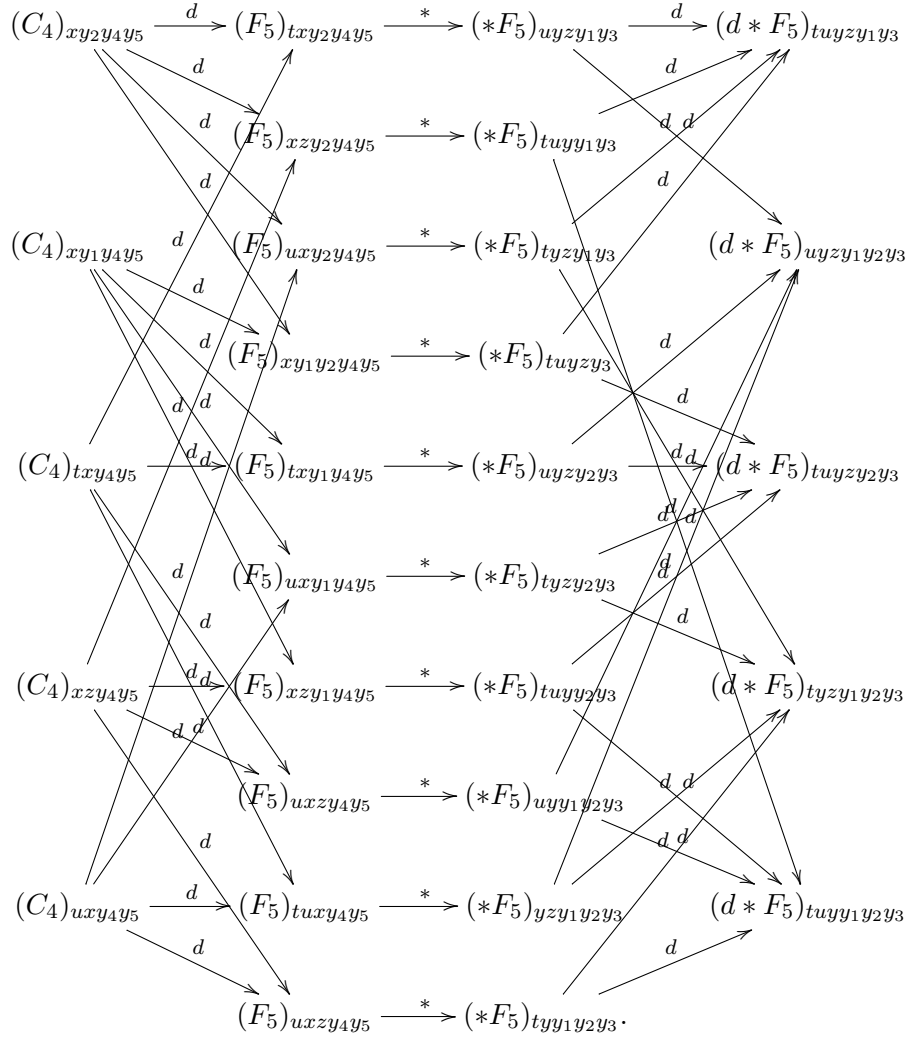 (C_4)_{xy_2y_4y_5} d (F_5)_{txy_2y_4y_5} * (*F_5)_{uyzy_1y_3} d (d * F_5)_{tuyzy_1y_3}
d d
(F_5)_{xzy_2y_4y_5} * (*F_5)_{tuyy_1y_3}
d d d
d d
(C_4)_{xy_1y_4y_5} d (F_5)_{uxy_2y_4y_5} * (*F_5)_{tyzy_1y_3} (d * F_5)_{uyzy_1y_2y_3}
d
(F_5)_{xy_1y_2y_4y_5} * (*F_5)_{tuyzy_3}
d d
d d d
(C_4)_{txy_4y_5} d d (F_5)_{txy_1y_4y_5} * (*F_5)_{uyzy_2y_3} d d (d * F_5)_{tuyzy_2y_3}
d d d
d (F_5)_{uxy_1y_4y_5} * (*F_5)_{tyzy_2y_3} d d
d d
(C_4)_{xzy_4y_5} d d (F_5)_{xzy_1y_4y_5} * (*F_5)_{tuyy_2y_3} (d * F_5)_{tyzy_1y_2y_3}
d d
(F_5)_{uxzy_4y_5} * (*F_5)_{uyy_1y_2y_3} d d
d d d
(C_4)_{uxy_4y_5} d (F_5)_{tuxy_4y_5} * (*F_5)_{yzy_1y_2y_3} (d * F_5)_{tuyy_1y_2y_3}
d d
(F_5)_{uxzy_4y_5} * (*F_5)_{tyy_1y_2y_3}.